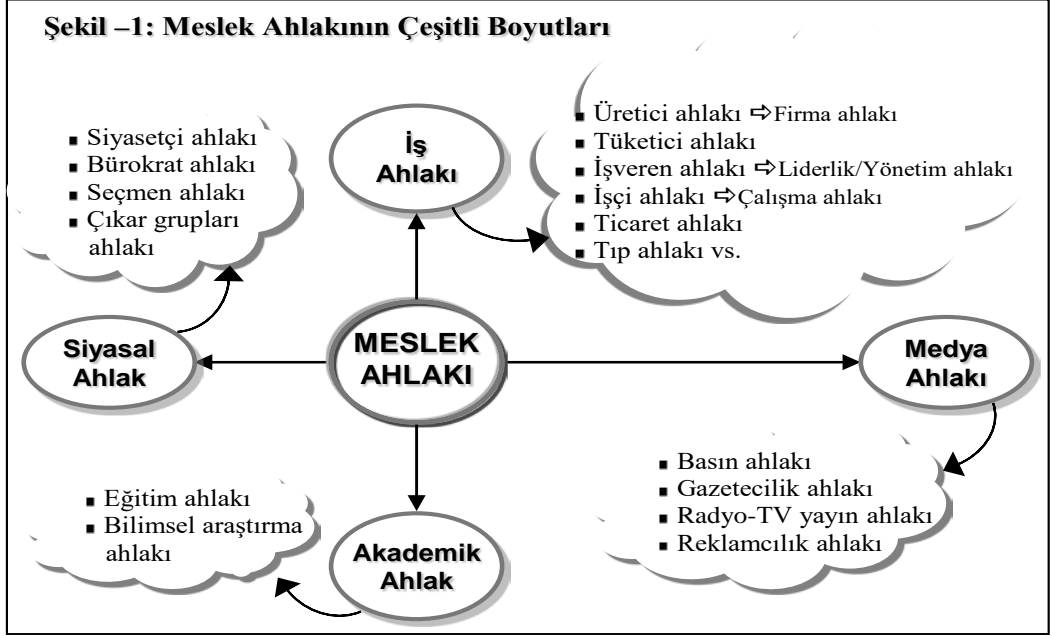 Şekil –1: Meslek Ahlakının Çeşitli Boyutları
▪ Siyasetçi ahlakı
▪ Bürokrat ahlakı
▪ Seçmen ahlakı
▪ Çıkar grupları
ahlakı
İş
Ahlakı
▪ Üretici ahlakı ⇨Firma ahlakı
▪ Tüketici ahlakı
▪ İşveren ahlakı ⇨Liderlik/Yönetim ahlakı
▪ İşçi ahlakı ⇨Çalışma ahlakı
▪ Ticaret ahlakı
▪ Tıp ahlakı vs.
Siyasal
Ahlak
MESLEK
AHLAKI
Medya
Ahlakı
▪ Eğitim ahlakı
▪ Bilimsel araştırma
ahlakı
Akademik
Ahlak
▪ Basın ahlakı
▪ Gazetecilik ahlakı
▪ Radyo-TV yayın ahlakı
▪ Reklamcılık ahlakı